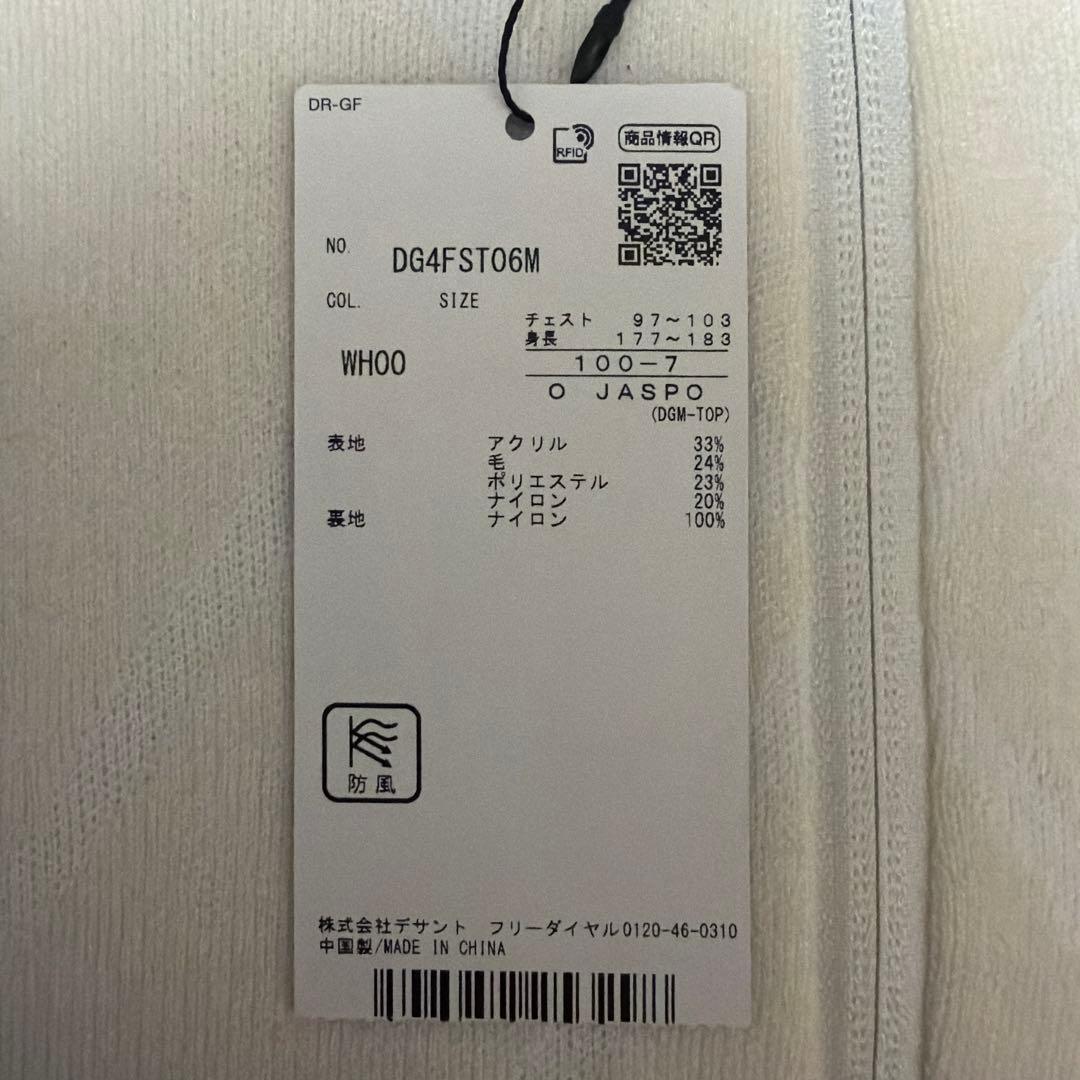 DR-GF
RFID
商品情報QR
NO.
DG4FST06M
COL. SIZE
チェスト 97〜103
身長 177〜183
WH00
100-7
O JASPO
(DGM-TOP)
表地 アクリル 33%
毛 24%
ポリエステル 23%
ナイロン 20%
裏地 ナイロン 100%
防風
株式会社デサント フリーダイヤル0120-46-0310
中国製/MADE IN CHINA